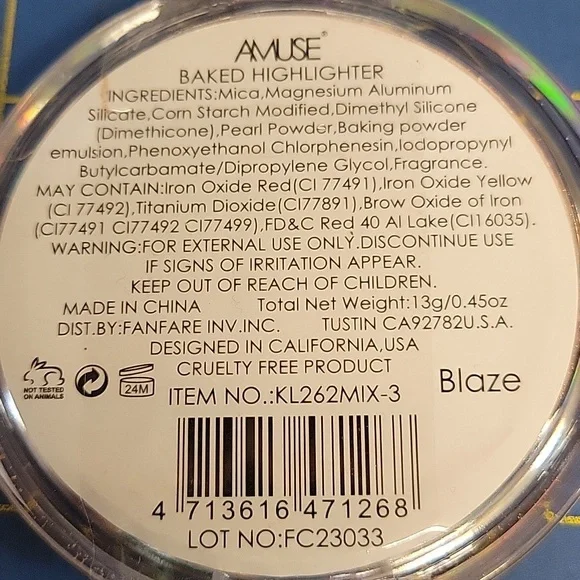 AMUSE®
BAKED HIGHLIGHTER
INGREDIENTS:Mica,Magnesium Aluminum
Silicate,Corn Starch Modified,Dimethyl Silicone
(Dimethicone),Pearl Powder,Baking powder
emulsion,Phenoxyethanol Chlorphenesin,Iodopropynyl
Butylcarbamate/Dipropylene Glycol,Fragrance.
MAY CONTAIN:Iron Oxide Red(CI 77491),Iron Oxide Yellow
(CI 77492),Titanium Dioxide(CI77891),Brow Oxide of Iron
(CI77491 CI77492 CI77499),FD&C Red 40 Al Lake(CI16035).
WARNING:FOR EXTERNAL USE ONLY.DISCONTINUE USE
IF SIGNS OF IRRITATION APPEAR.
KEEP OUT OF REACH OF CHILDREN.
MADE IN CHINA Total Net Weight:13g/0.45oz
DIST.BY:FANFARE INV.INC. TUSTIN CA92782U.S.A.
DESIGNED IN CALIFORNIA,USA
CRUELTY FREE PRODUCT
NOT TESTED
ON ANIMALS
24M
ITEM NO.:KL262MIX-3
Blaze
4 713616 471268
LOT NO:FC23033